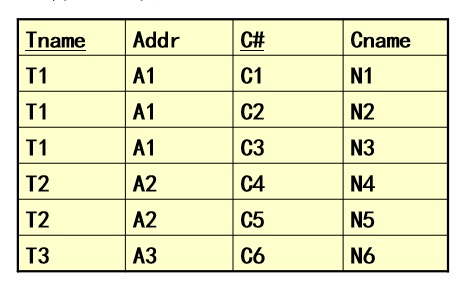 Tname Addr C# Cname
T1 A1 C1 N1
T1 A1 C2 N2
T1 A1 C3 N3
T2 A2 C4 N4
T2 A2 C5 N5
T3 A3 C6 N6